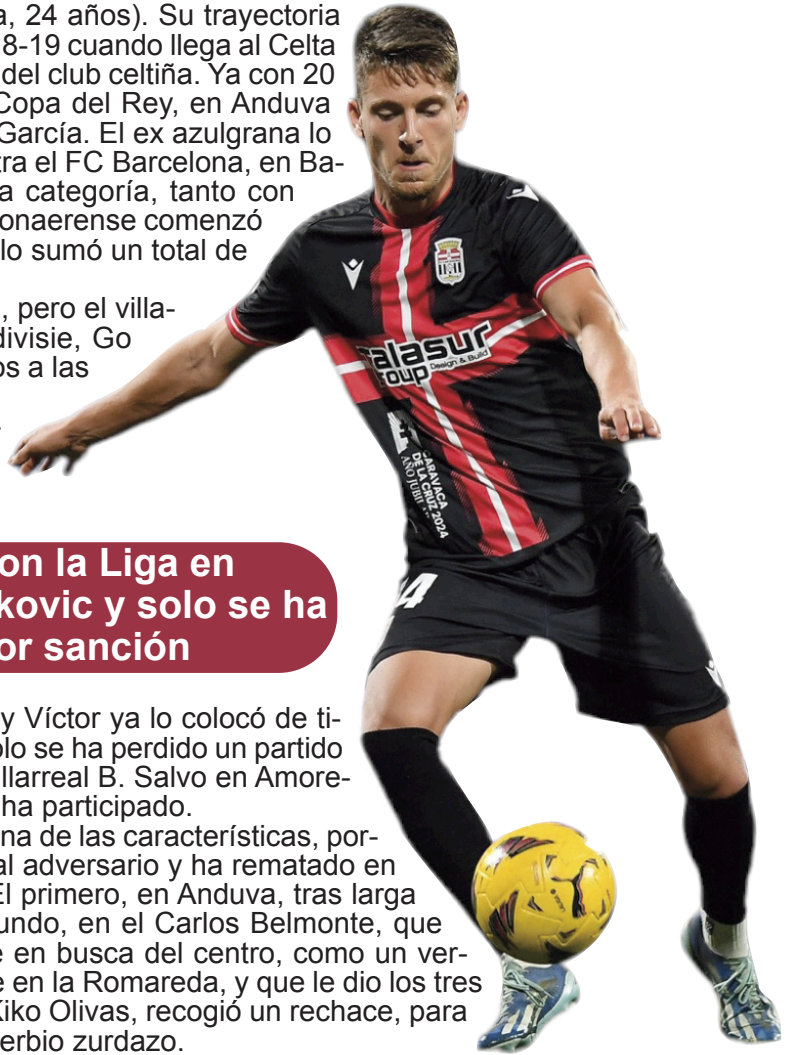 a, 24 años). Su trayectoria
8-19 cuando llega al Celta
del club celtiña. Ya con 20
Copa del Rey, en Anduva
García. El ex azulgrana lo
tra el FC Barcelona, en Ba-
a categoría, tanto con
onaerense comenzó
lo sumó un total de
, pero el villa-
divisie, Go
os a las
on la Liga en
kovic y solo se ha
or sanción
y Víctor ya lo colocó de ti-
olo se ha perdido un partido
illarreal B. Salvo en Amore-
ha participado.
na de las características, por-
al adversario y ha rematado en
El primero, en Anduva, tras larga
undo, en el Carlos Belmonte, que
e en busca del centro, como un ver-
e en la Romareda, y que le dio los tres
Kiko Olivas, recogió un rechace, para
erbio zurdazo.
alasur
oup Design & Build
CARAVACA
DE LA CRUZ 2024
AÑO JUBILAR
4